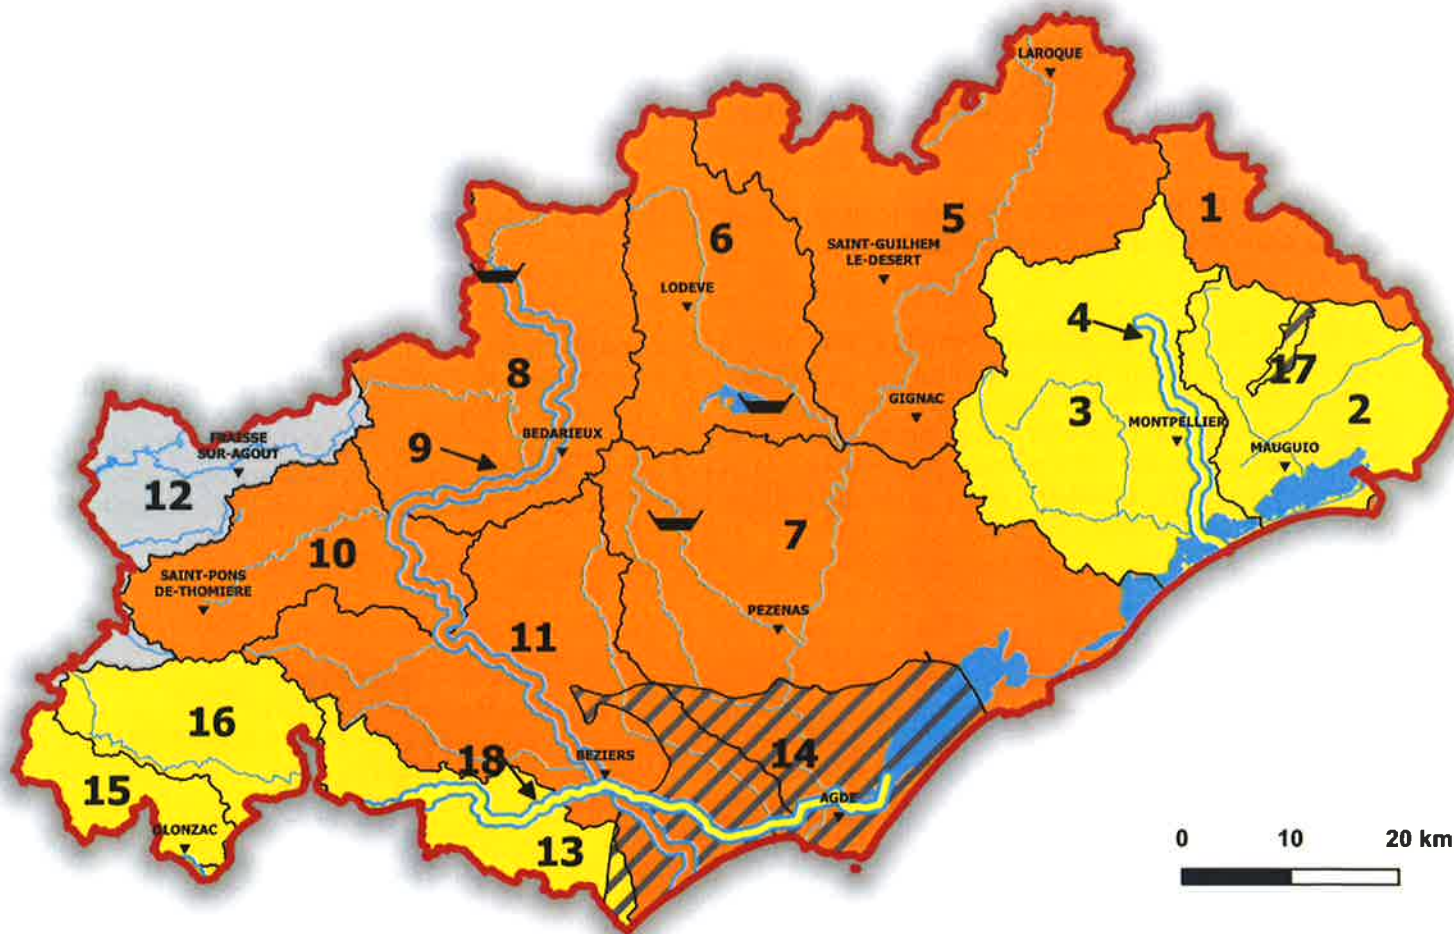 LAROQUE
1
5
6
SAINT-GUILHEM
LE-DESERT
LODEVE
4
17
8
GIGNAC
2
3
MONTPELLIER
BEDARIEUX
9
MAUGUIO
FRAISSE
SUR-AGOUT
12
7
10
SAINT-PONS
DE-THOMIERE
PEZENAS
11
16
14
18
BEZIERS
15
AGDE
OLONZAC
13
0 10 20 km